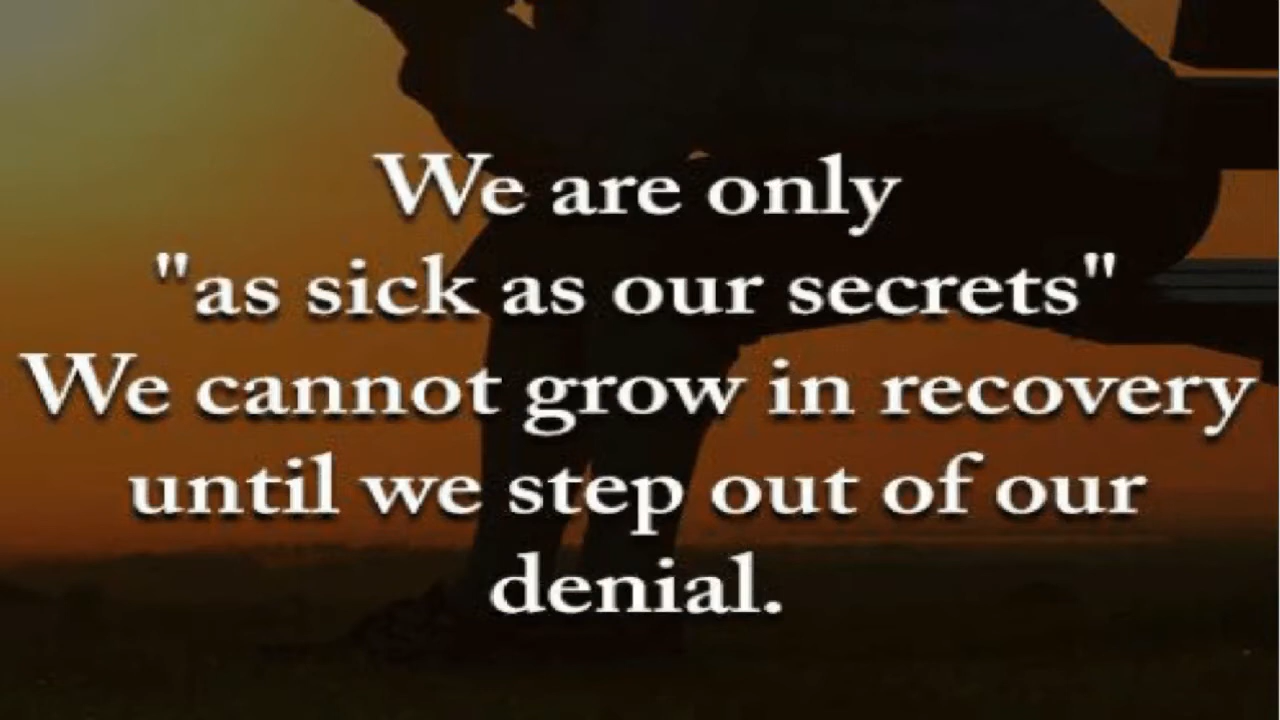 We are only
"as sick as our secrets"
We cannot grow in recovery
until we step out of our
denial.